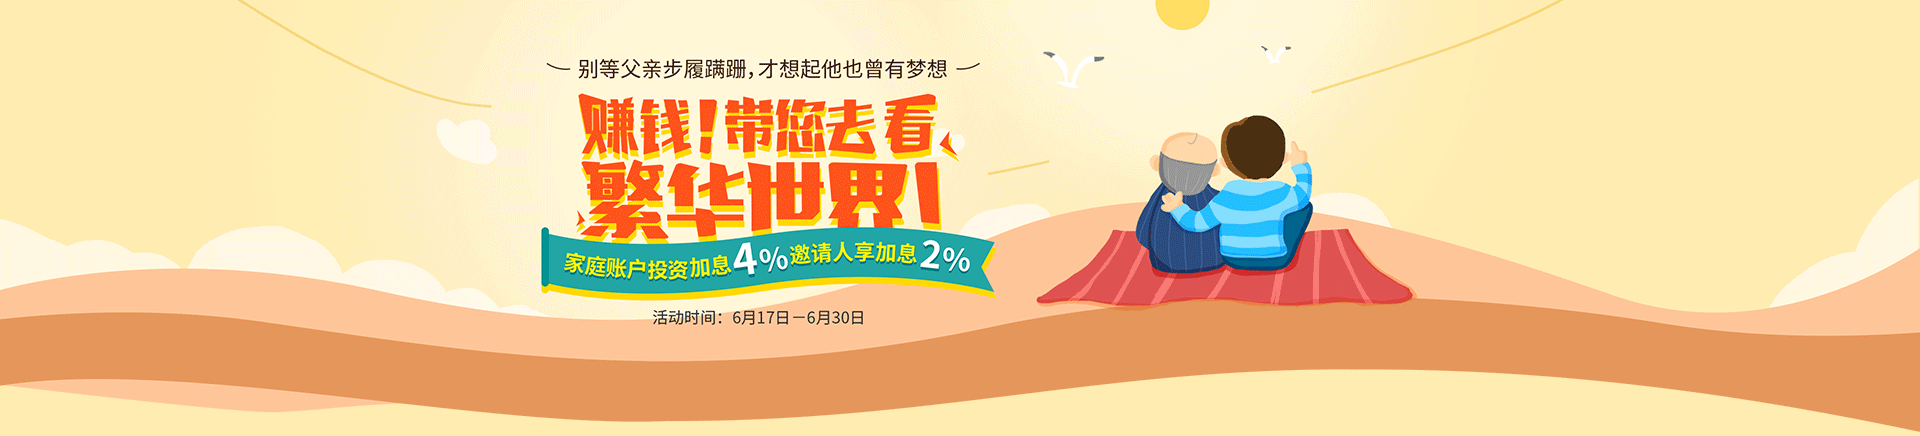 别等父亲步履蹒跚,才想起他也曾有梦想
赚钱!带您去看
繁华世界!
家庭账户投资加息4%邀请人享加息2%
活动时间：6月17日－6月30日